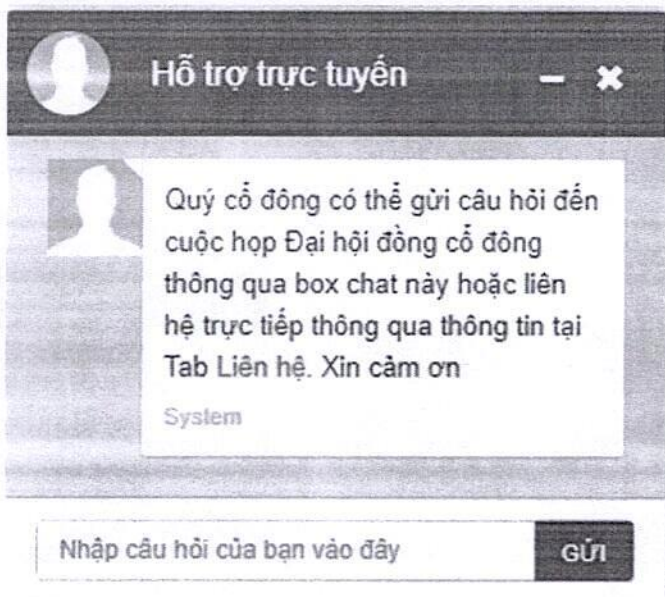 Hỗ trợ trực tuyến
Quý cổ đông có thể gửi câu hỏi đến
cuộc họp Đại hội đồng cổ đông
thông qua box chat này hoặc liên
hệ trực tiếp thông qua thông tin tại
Tab Liên hệ. Xin cảm ơn
System
Nhập câu hỏi của bạn vào đây
GỬI